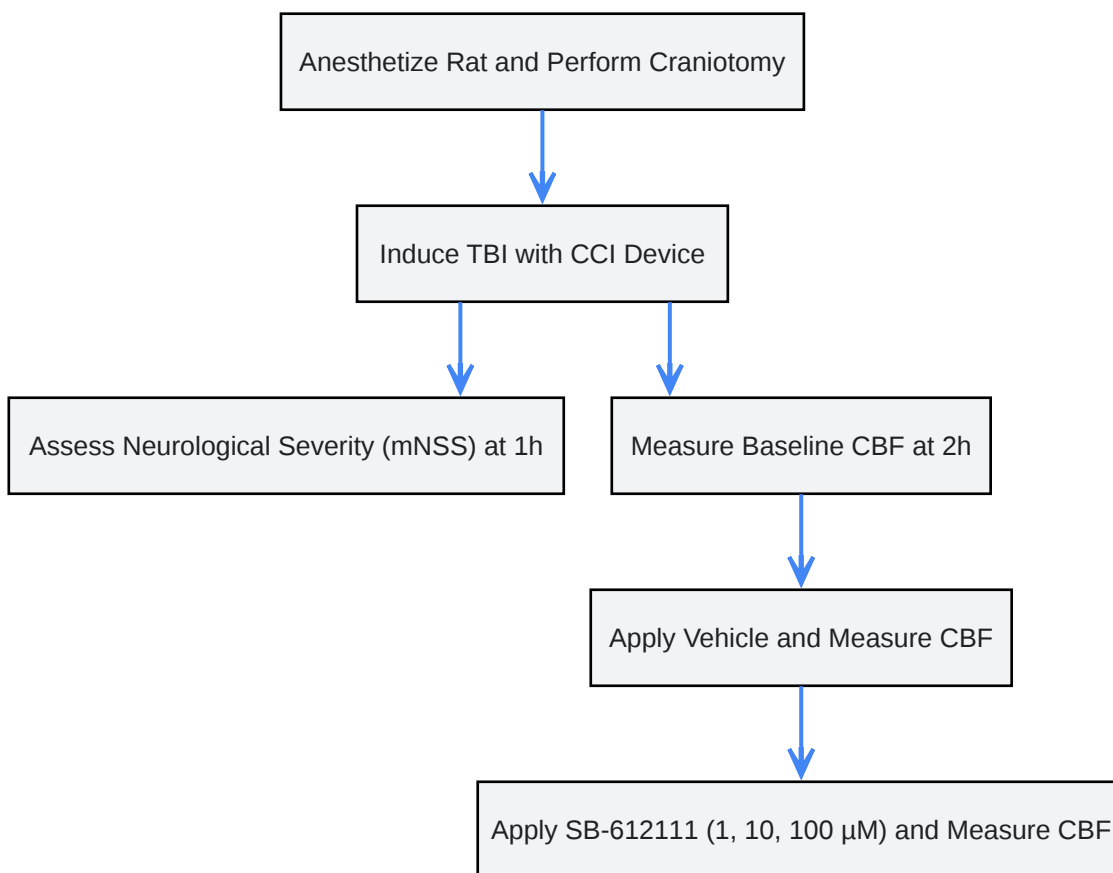 Anesthetize Rat and Perform Craniotomy
Induce TBI with CCI Device
Assess Neurological Severity (mNSS) at 1h
Measure Baseline CBF at 2h
Apply Vehicle and Measure CBF
Apply SB-612111 (1, 10, 100 µM) and Measure CBF